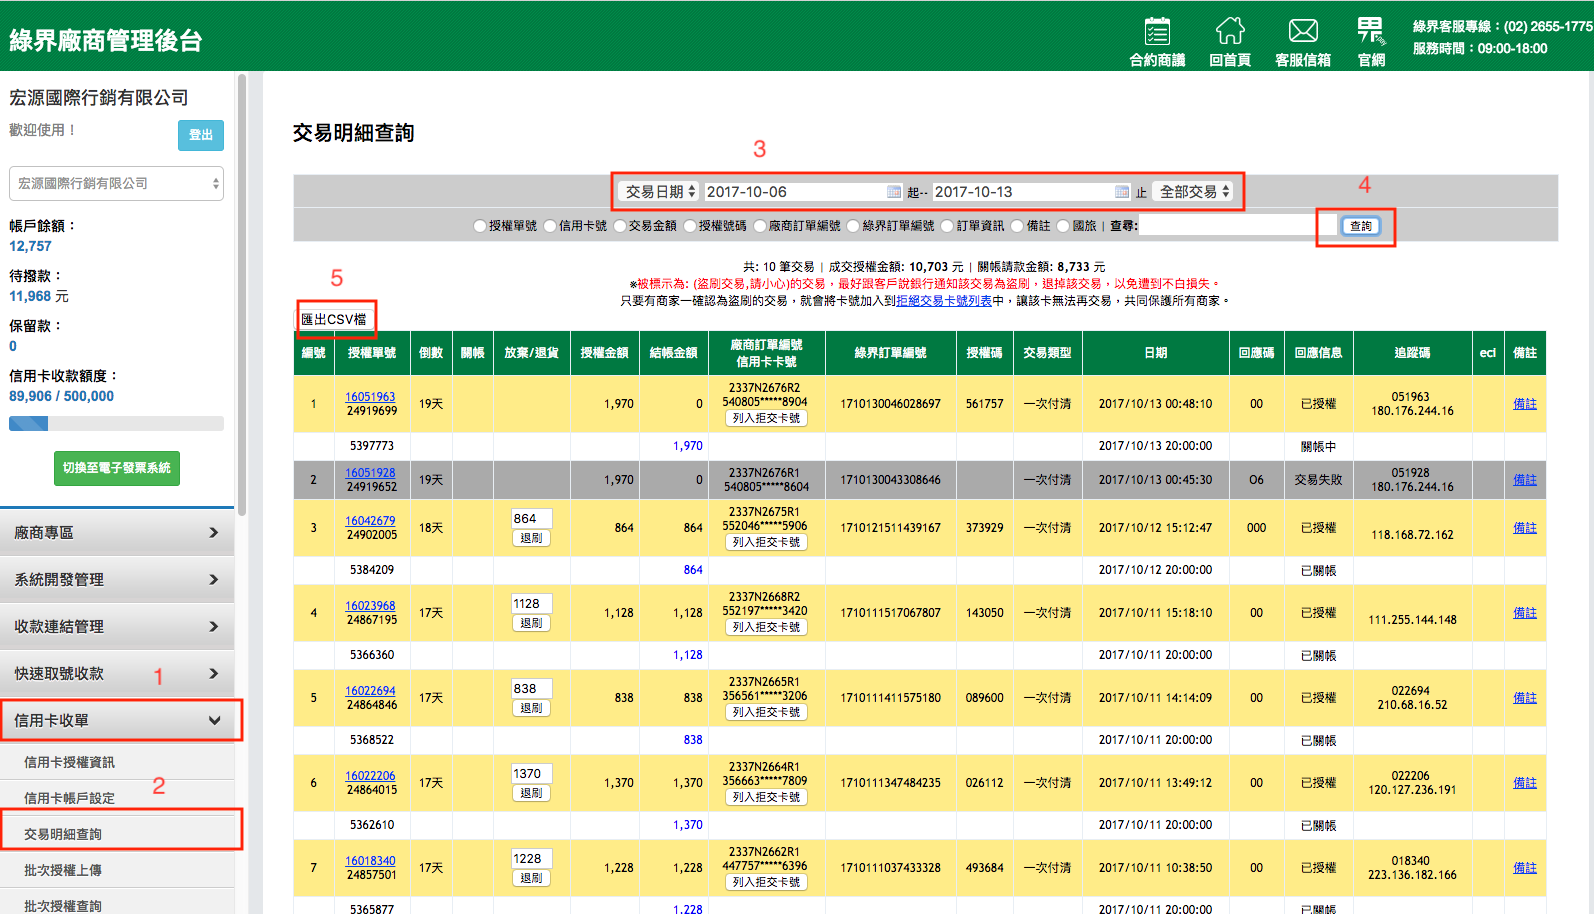 綠界廠商管理後台
合約商議
回首頁
客服信箱
官網
綠界客服專線：(02) 2655-1775
服務時間：09:00-18:00
宏源國際行銷有限公司
歡迎使用！
登出
宏源國際行銷有限公司
帳戶餘額：
12,757
待撥款：
11,968 元
保留款：
0
信用卡收款額度：
89,906 / 500,000
切換至電子發票系統
廠商專區
系統開發管理
收款連結管理
快速取號收款
1
信用卡收單
信用卡授權資訊
2
信用卡帳戶設定
交易明細查詢
批次授權上傳
批次授權查詢
交易明細查詢
3
交易日期 2017-10-06 起-- 2017-10-13 止 全部交易
4
授權單號 信用卡號 交易金額 授權號碼 廠商訂單編號 綠界訂單編號 訂單資訊 備註 國旅 | 查尋: 查詢
共: 10 筆交易 | 成交授權金額: 10,703 元 | 關帳請款金額: 8,733 元
※被標示為: (盜刷交易,請小心)的交易，最好跟客戶說銀行通知該交易為盜刷，退掉該交易，以免遭到不白損失。
只要有商家一確認為盜刷的交易，就會將卡號加入到拒絕交易卡號列表中，讓該卡無法再交易，共同保護所有商家。
5
匯出CSV檔
編號 授權單號 倒數 關帳 放棄/退貨 授權金額 結帳金額 廠商訂單編號 信用卡卡號 綠界訂單編號 授權碼 交易類型 日期 回應碼 回應信息 追蹤碼 eci 備註
1 16051963 24919699 19天 1,970 0 2337N2676R2 540805*****8904 列入拒交卡號 1710130046028697 561757 一次付清 2017/10/13 00:48:10 00 已授權 051963 180.176.244.16 備註
5397773 1,970 2017/10/13 20:00:00 關帳中
2 16051928 24919652 19天 1,970 0 2337N2676R1 540805*****8604 1710130043308646 一次付清 2017/10/13 00:45:30 O6 交易失敗 051928 180.176.244.16 備註
3 16042679 24902005 18天 864 退刷 864 864 2337N2675R1 552046*****5906 列入拒交卡號 1710121511439167 373929 一次付清 2017/10/12 15:12:47 000 已授權 118.168.72.162 備註
5384209 864 2017/10/12 20:00:00 已關帳
4 16023968 24867195 17天 1128 退刷 1,128 1,128 2337N2668R2 552197*****3420 列入拒交卡號 1710111517067807 143050 一次付清 2017/10/11 15:18:10 00 已授權 111.255.144.148 備註
5366360 1,128 2017/10/11 20:00:00 已關帳
5 16022694 24864846 17天 838 退刷 838 838 2337N2665R1 356561*****3206 列入拒交卡號 1710111411575180 089600 一次付清 2017/10/11 14:14:09 00 已授權 022694 210.68.16.52 備註
5368522 838 2017/10/11 20:00:00 已關帳
6 16022206 24864015 17天 1370 退刷 1,370 1,370 2337N2664R1 356663*****7809 列入拒交卡號 1710111347484235 026112 一次付清 2017/10/11 13:49:12 00 已授權 022206 120.127.236.191 備註
5362610 1,370 2017/10/11 20:00:00 已關帳
7 16018340 24857501 17天 1228 退刷 1,228 1,228 2337N2662R1 447757*****6396 列入拒交卡號 1710111037433328 493684 一次付清 2017/10/11 10:38:50 00 已授權 018340 223.136.182.166 備註
5365877 1,228 2017/10/11 20:00:00 已關帳